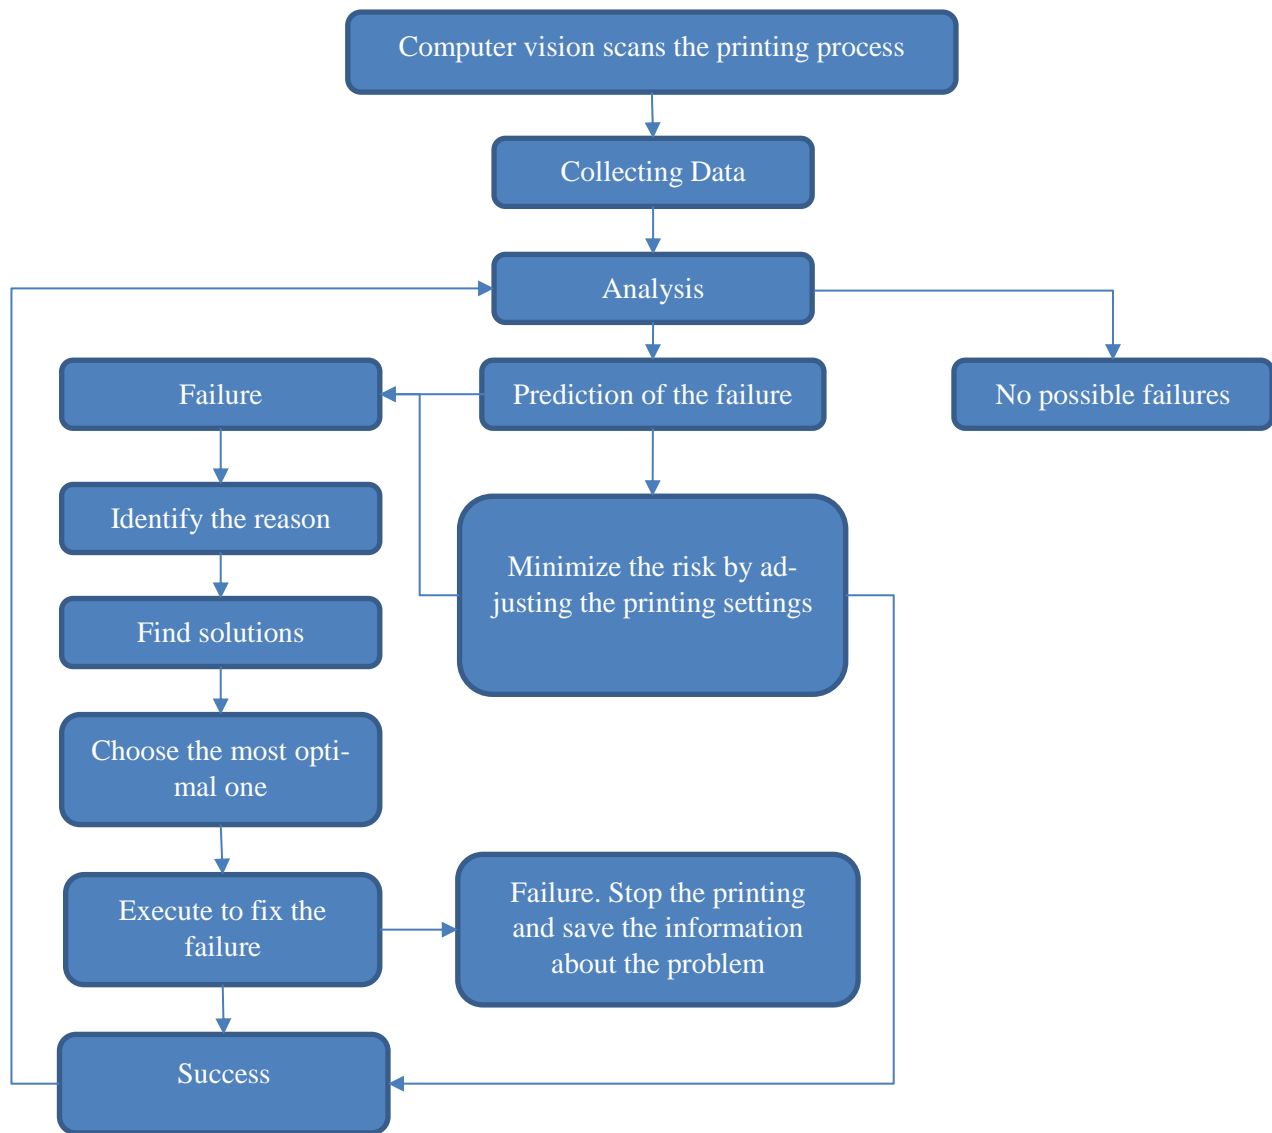 Computer vision scans the printing process
Collecting Data
Analysis
Failure
Prediction of the failure
No possible failures
Identify the reason
Minimize the risk by ad-
justing the printing settings
Find solutions
Choose the most opti-
mal one
Execute to fix the
failure
Failure. Stop the printing
and save the information
about the problem
Success